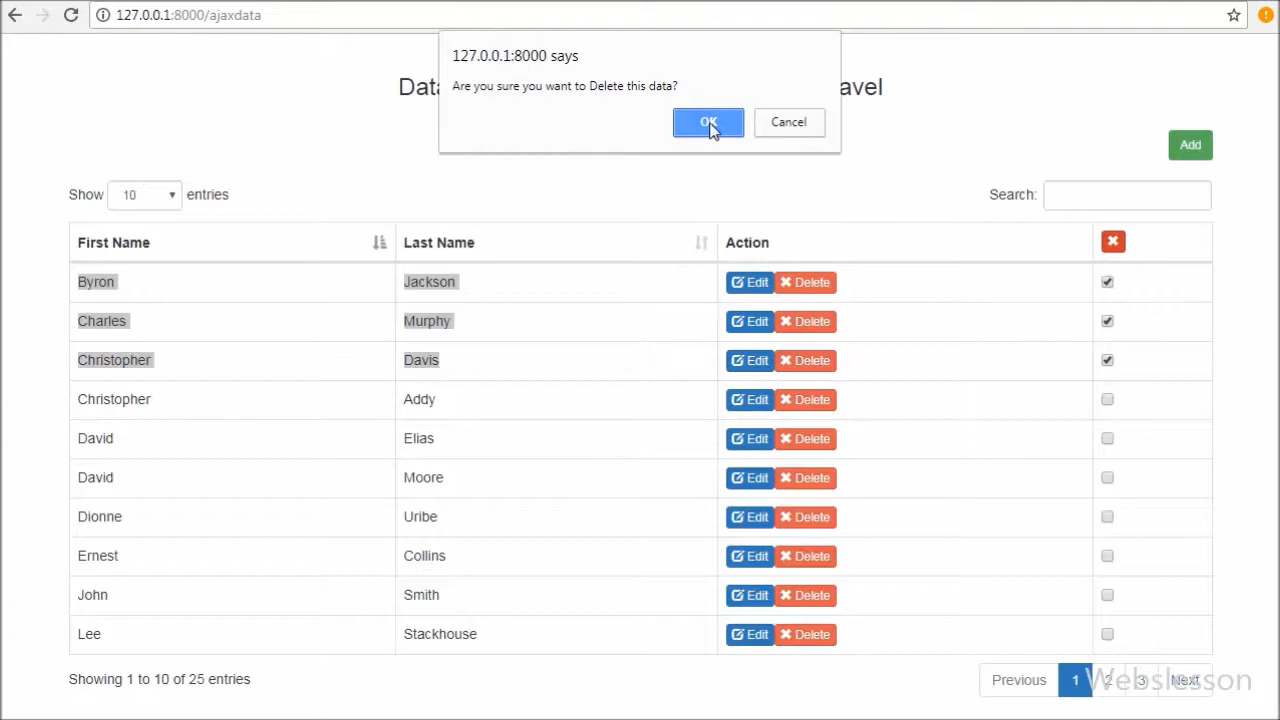 127.0.0.1:8000/ajaxdata
127.0.0.1:8000 says
Are you sure you want to Delete this data?
OK Cancel
Data avel
Add
Show 10 entries Search:
First Name Last Name Action
Byron Jackson Edit Delete
Charles Murphy Edit Delete
Christopher Davis Edit Delete
Christopher Addy Edit Delete
David Elias Edit Delete
David Moore Edit Delete
Dionne Uribe Edit Delete
Ernest Collins Edit Delete
John Smith Edit Delete
Lee Stackhouse Edit Delete
Showing 1 to 10 of 25 entries Previous 1 2 3 Next
Webslesson